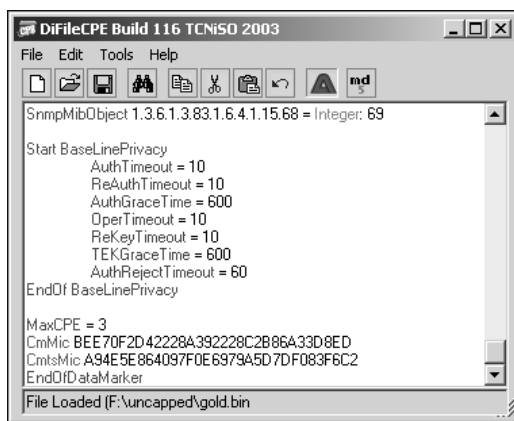 DiFileCPE Build 116 TCNiSO 2003
File Edit Tools Help
md
5
SnmpMibObject 1.3.6.1.3.83.1.6.4.1.15.68 = Integer: 69
Start BaseLinePrivacy
AuthTimeout = 10
ReAuthTimeout = 10
AuthGraceTime = 600
OperTimeout = 10
ReKeyTimeout = 10
TEKGraceTime = 600
AuthRejectTimeout = 60
EndOf BaseLinePrivacy
MaxCPE = 3
CmMic BEE70F2D42228A392228C2B86A33D8ED
CmtsMic A94E5E864097F0E6979A5D7DF083F6C2
EndOfDataMarker
File Loaded (F:\uncapped\gold.bin